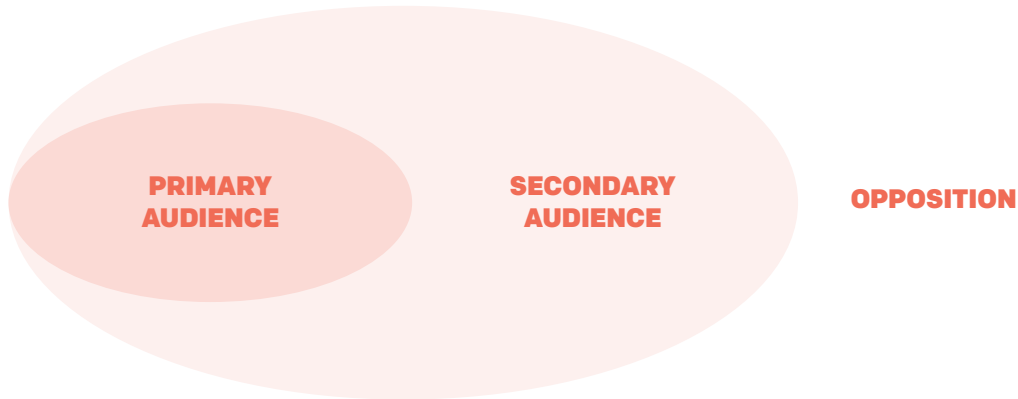 PRIMARY
AUDIENCE
SECONDARY
AUDIENCE
OPPOSITION